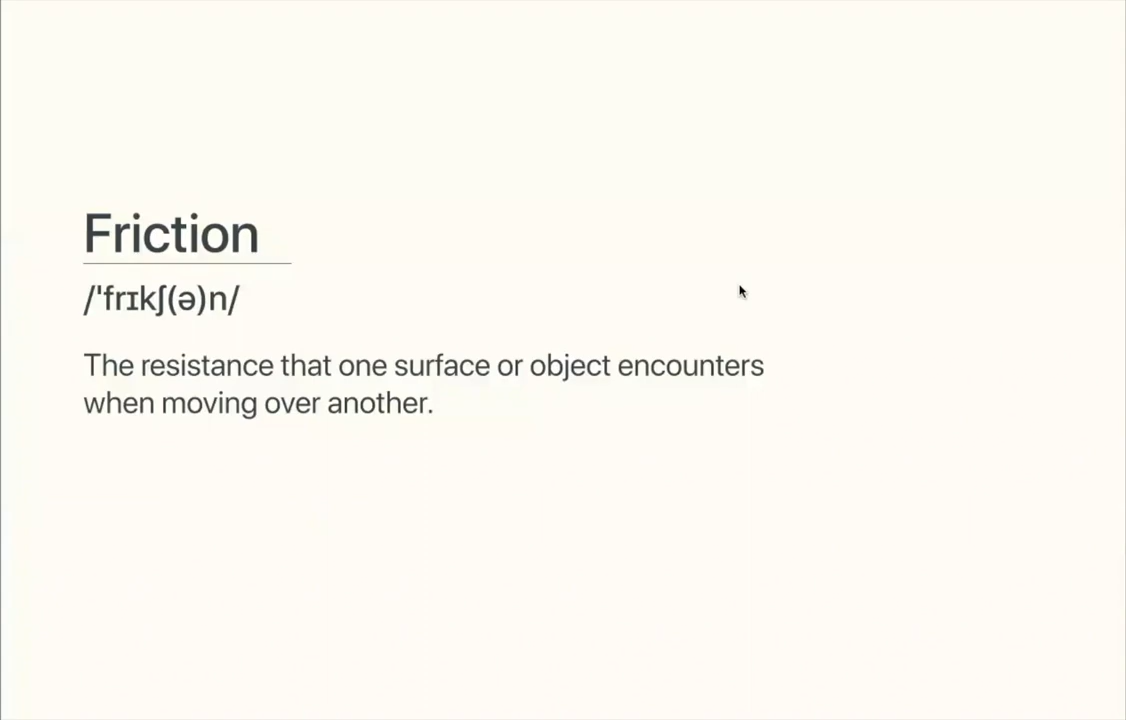 Friction
/ˈfrɪkʃ(ə)n/
The resistance that one surface or object encounters
when moving over another.